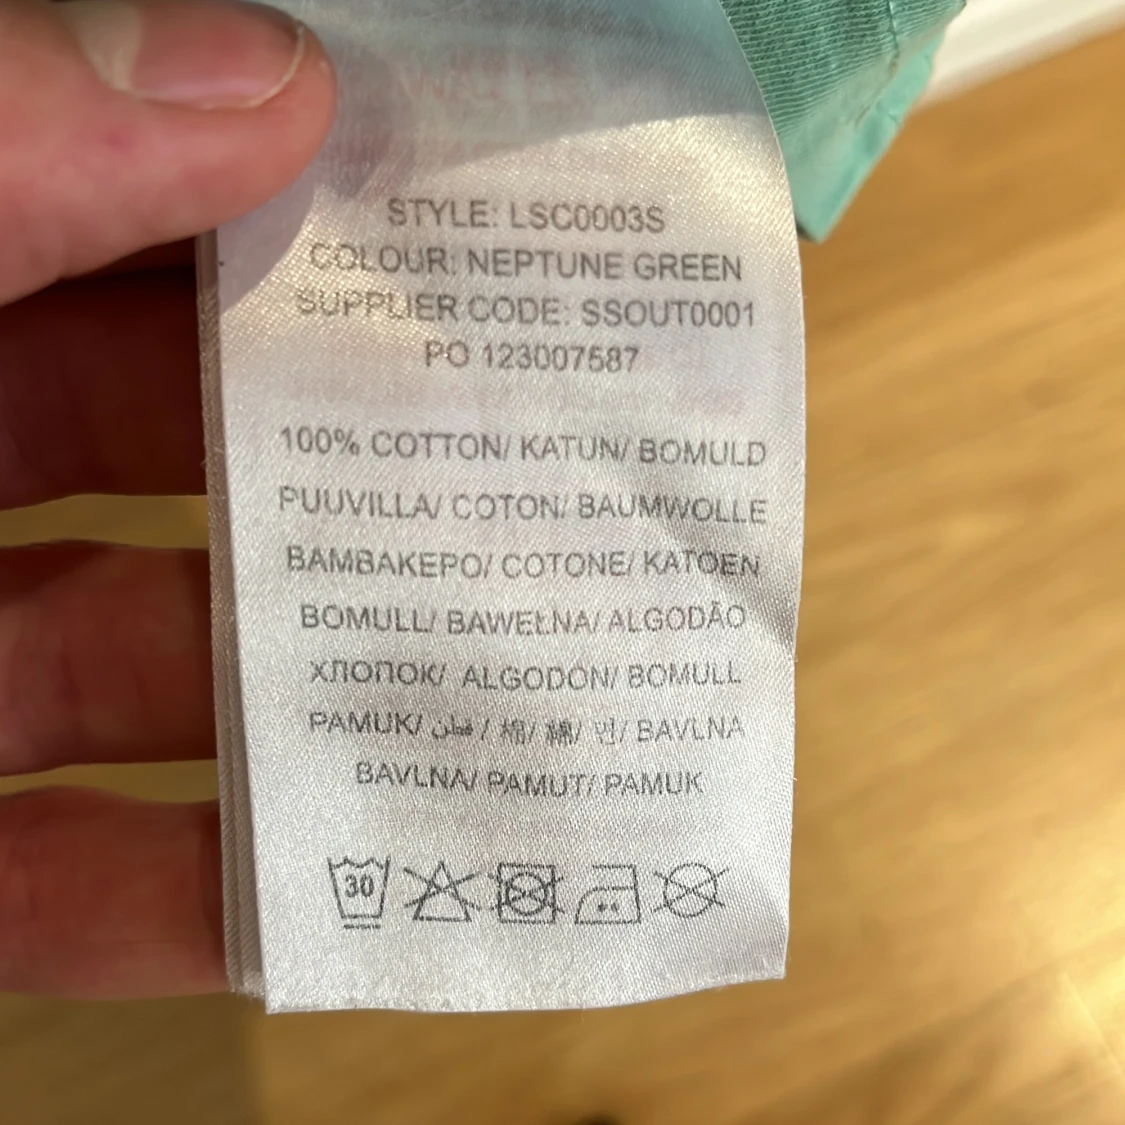 STYLE: LSC0003S
COLOUR: NEPTUNE GREEN
SUPPLIER CODE: SSOUT0001
PO 123007587
100% COTTON/ KATUN/ BOMULD
PUUVILLA/ COTON/ BAUMWOLLE
BAMBAKEPO/ COTONE/ KATOEN
BOMULL/ BAWEŁNA/ ALGODÃO
ХЛОПОК/ ALGODÓN/ BOMULL
PAMUK/ قطن / 棉/ 綿/ 면/ BAVLNA
BAVLNA/ PAMUT/ PAMUK
30